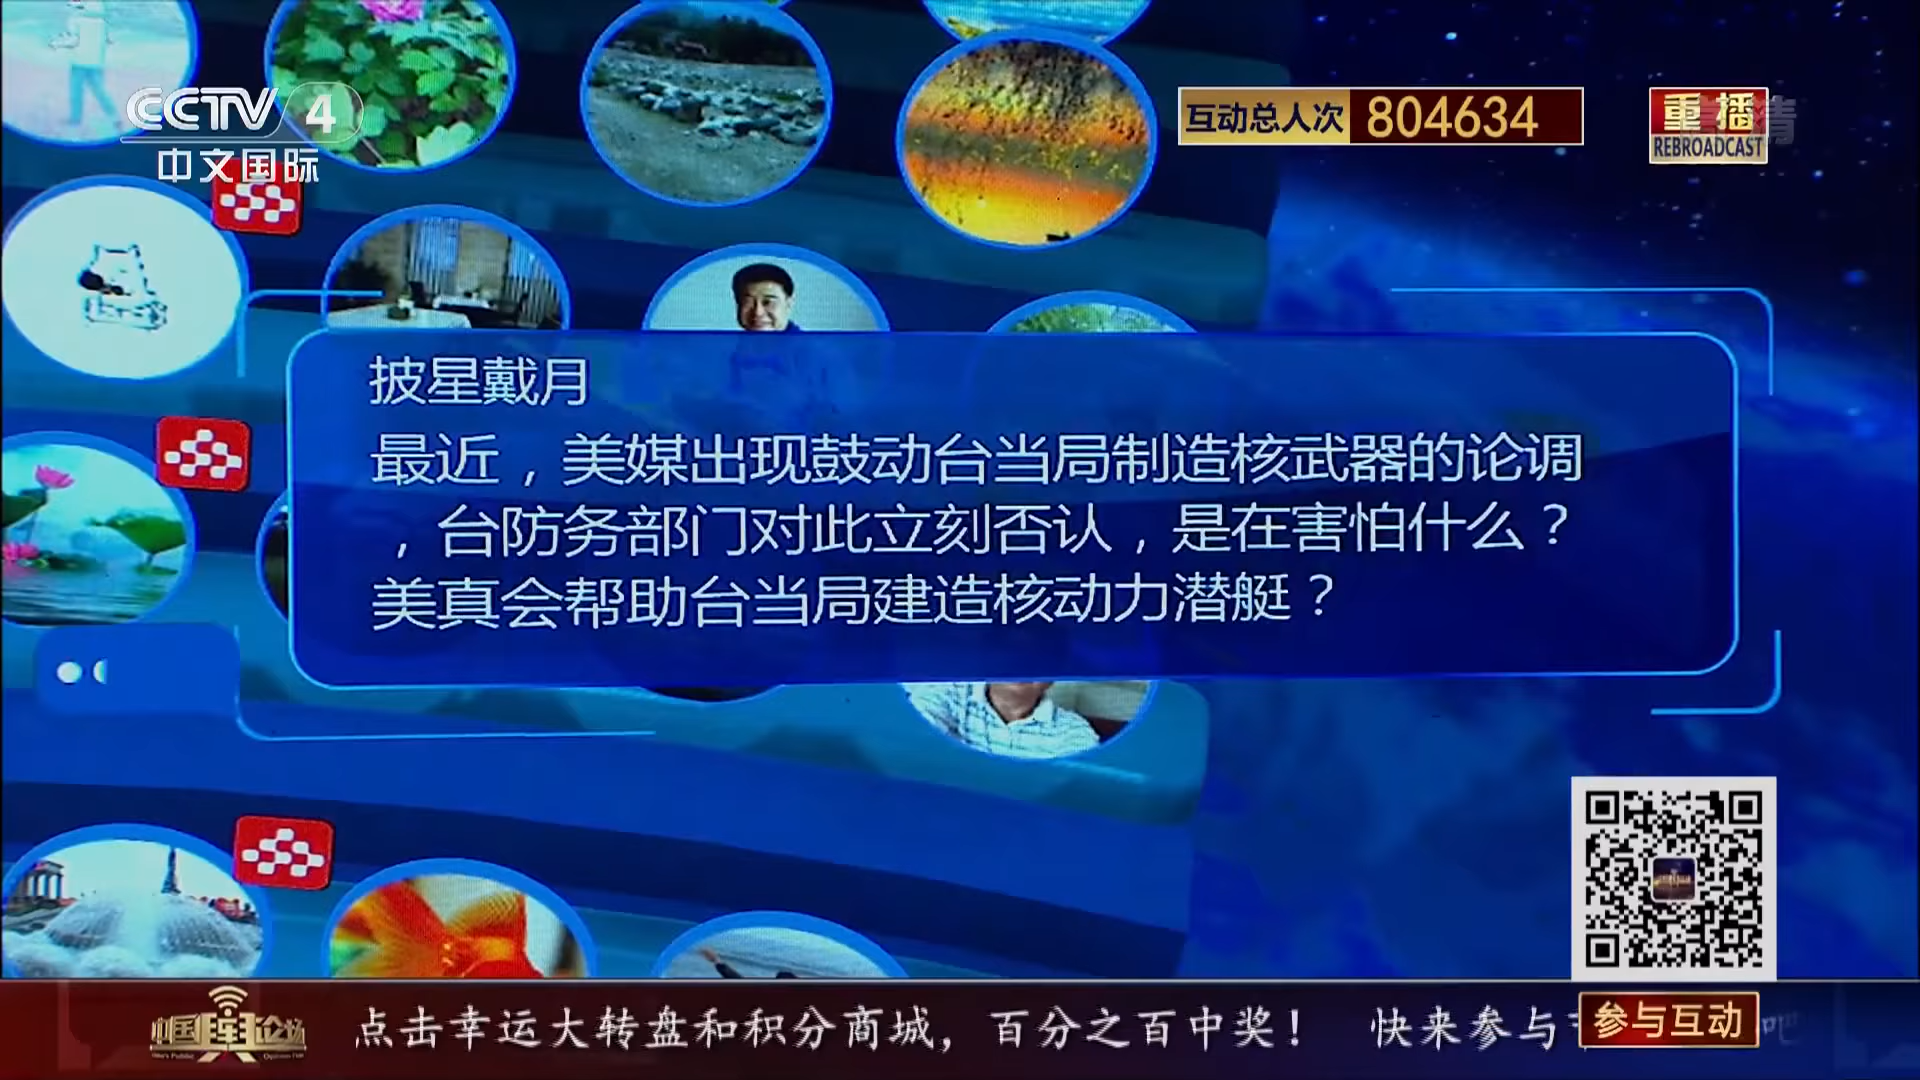 CCTV 4
中文国际
互动总人次 804634
重播
REBROADCAST
披星戴月
最近，美媒出现鼓动台当局制造核武器的论调
，台防务部门对此立刻否认，是在害怕什么？
美真会帮助台当局建造核动力潜艇？
中国舆论场
点击幸运大转盘和积分商城，百分之百中奖！ 快来参与
参与互动